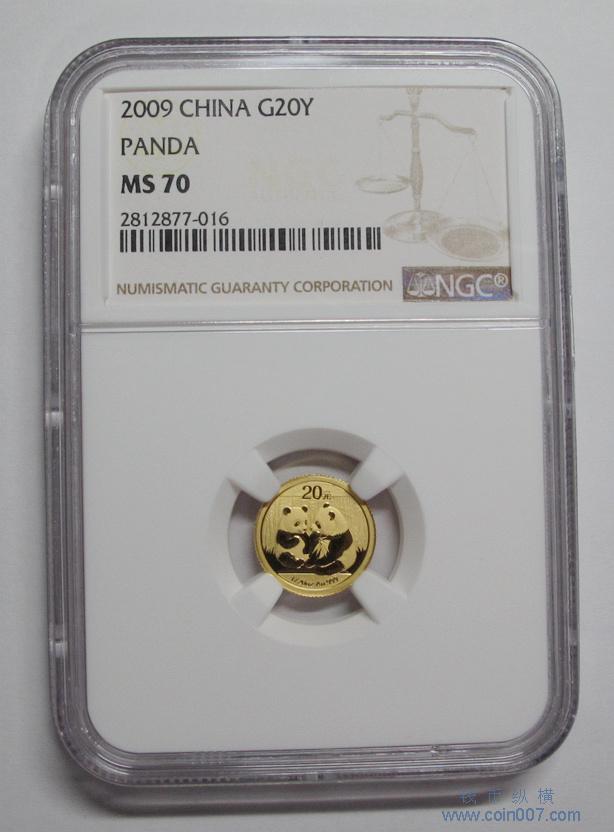 2009 CHINA G20Y
PANDA
MS 70
2812877-016
NUMISMATIC GUARANTY CORPORATION
NGC®
20元
钱币纵横
www.coin007.com